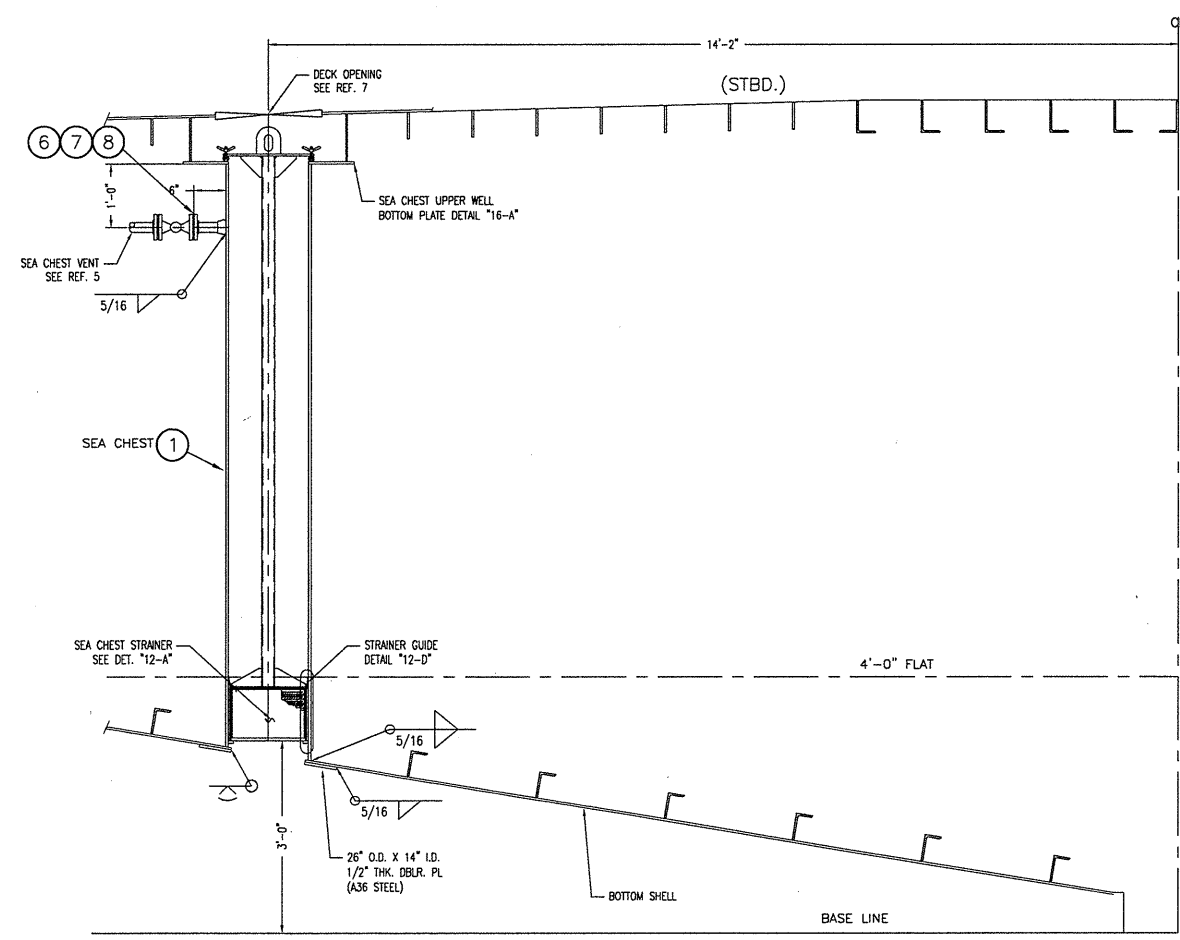 14'-2"
DECK OPENING
SEE REF. 7
(STBD.)
6 7 8
1'-0"
6"
SEA CHEST UPPER WELL
BOTTOM PLATE DETAIL "16-A"
SEA CHEST VENT
SEE REF. 5
5/16
SEA CHEST 1
SEA CHEST STRAINER
SEE DET. "12-A"
STRAINER GUIDE
DETAIL "12-D"
4'-0" FLAT
5/16
5/16
3'-0"
26" O.D. X 14" I.D.
1/2" THK. DBLR. PL
(A36 STEEL)
BOTTOM SHELL
BASE LINE